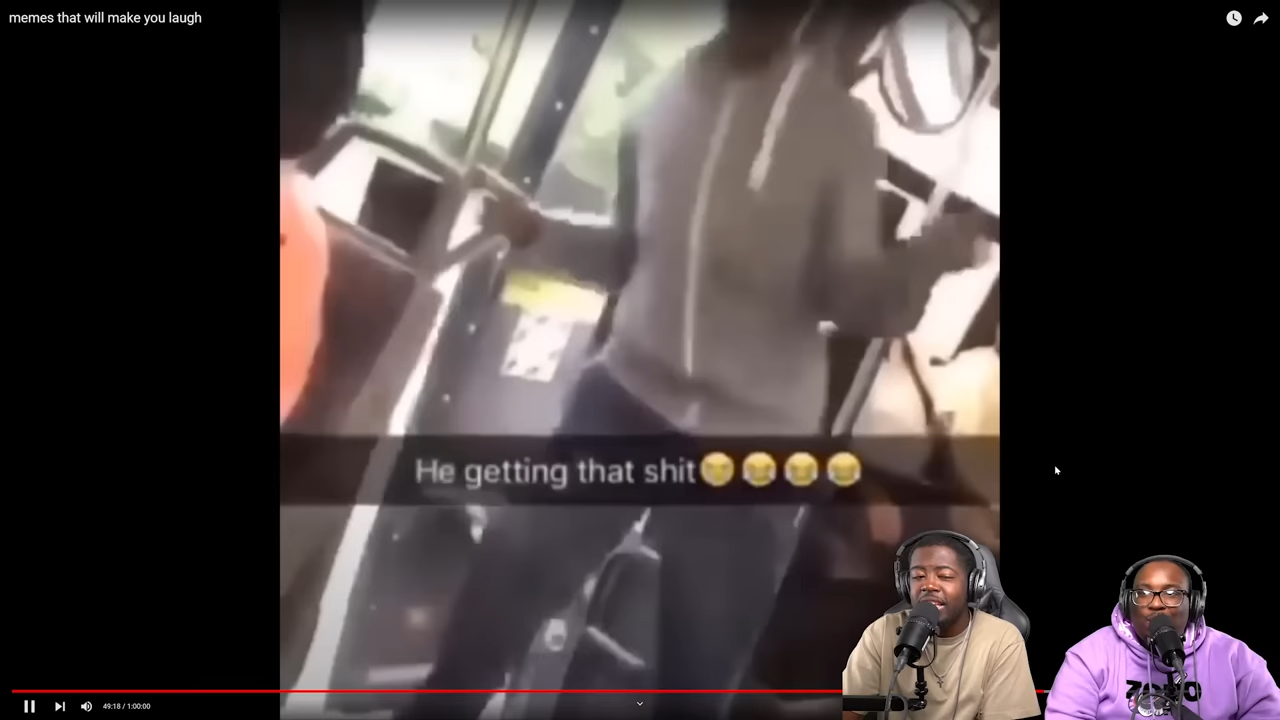 memes that will make you laugh
He getting that shit😂😂😂😂
49:18 / 1:00:00